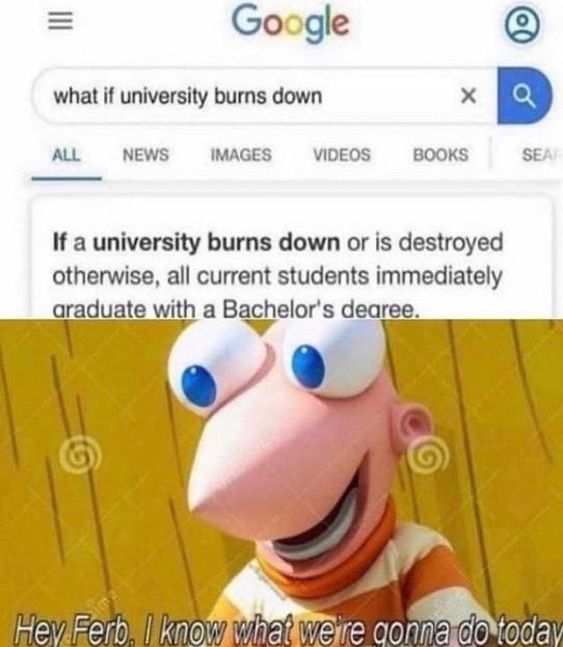 Google
what if university burns down
ALL NEWS IMAGES VIDEOS BOOKS SEAR
If a university burns down or is destroyed
otherwise, all current students immediately
graduate with a Bachelor's degree.
Hey Ferb, I know what we're gonna do today